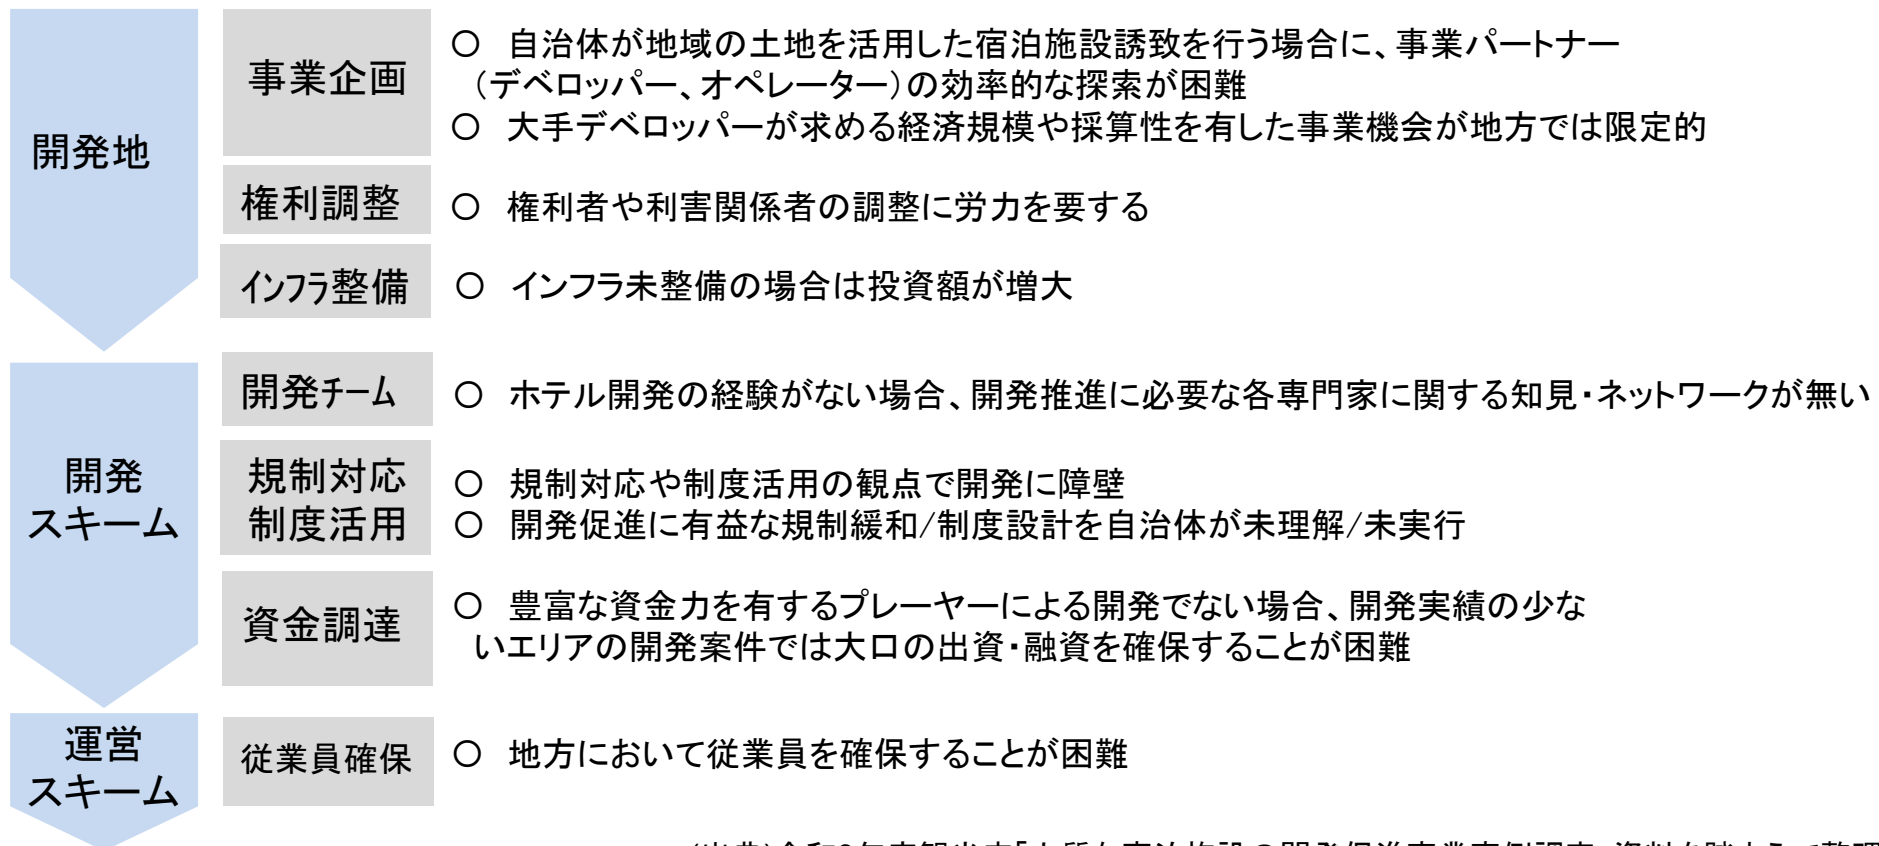 開発地
事業企画
○ 自治体が地域の土地を活用した宿泊施設誘致を行う場合に、事業パートナー
(デベロッパー、オペレーター)の効率的な探索が困難
○ 大手デベロッパーが求める経済規模や採算性を有した事業機会が地方では限定的
権利調整
○ 権利者や利害関係者の調整に労力を要する
インフラ整備
○ インフラ未整備の場合は投資額が増大
開発
スキーム
開発チーム
○ ホテル開発の経験がない場合、開発推進に必要な各専門家に関する知見・ネットワークが無い
規制対応
制度活用
○ 規制対応や制度活用の観点で開発に障壁
○ 開発促進に有益な規制緩和/制度設計を自治体が未理解/未実行
資金調達
○ 豊富な資金力を有するプレーヤーによる開発でない場合、開発実績の少な
いエリアの開発案件では大口の出資・融資を確保することが困難
運営
スキーム
従業員確保
○ 地方において従業員を確保することが困難